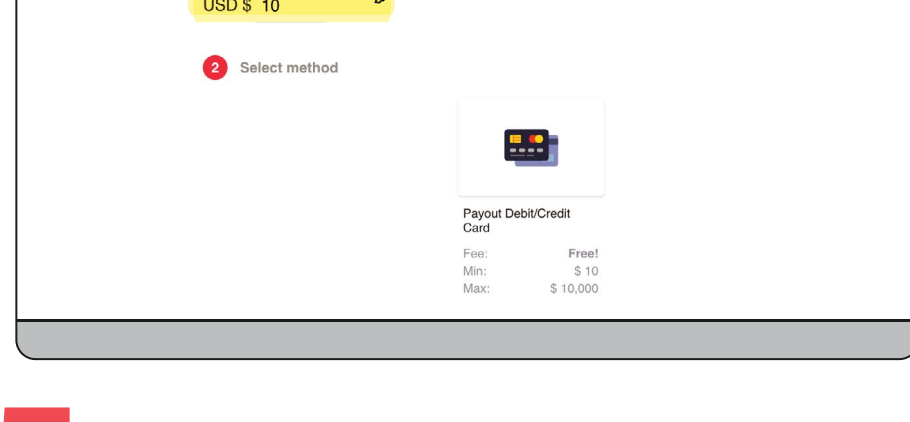 USD $ 10
2 Select method
Payout Debit/Credit
Card
Fee: Free!
Min: $ 10
Max: $ 10,000